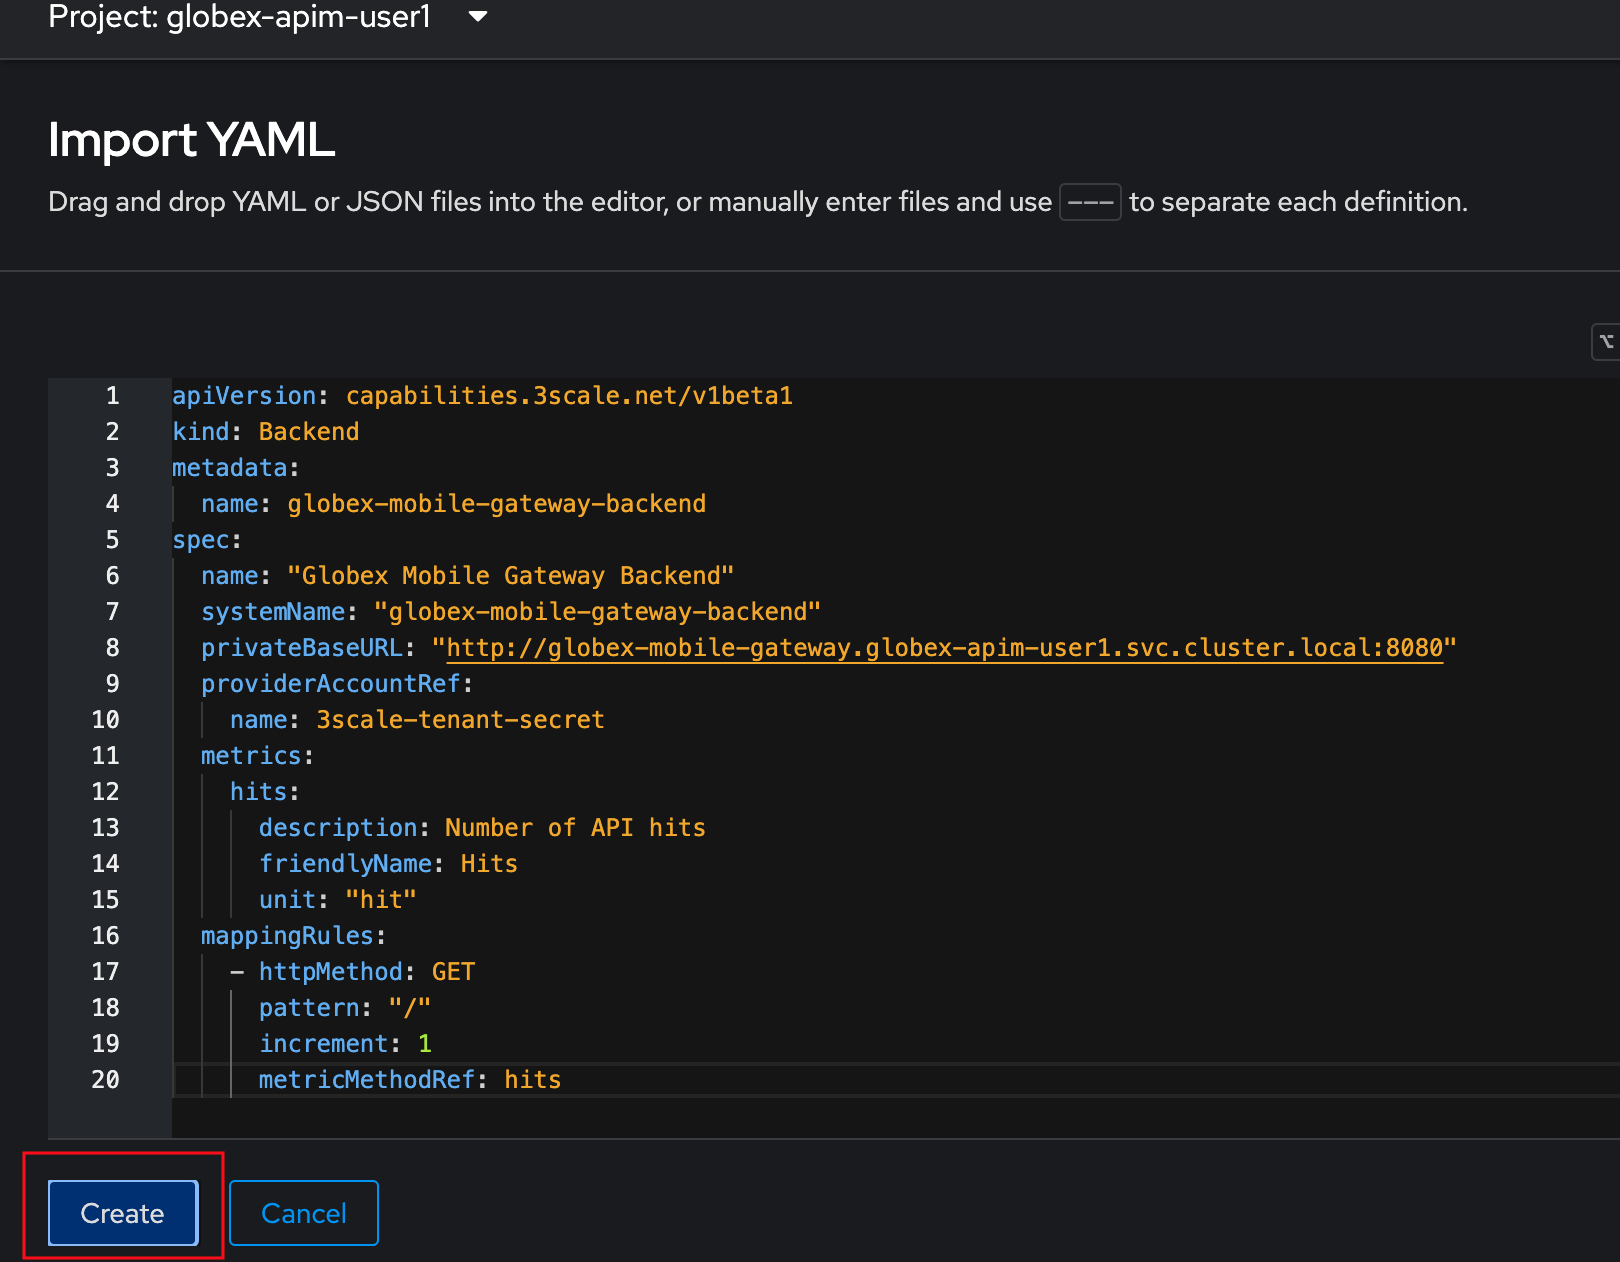 Project: globex-apim-user1
Import YAML
Drag and drop YAML or JSON files into the editor, or manually enter files and use --- to separate each definition.
1 apiVersion: capabilities.3scale.net/v1beta1
2 kind: Backend
3 metadata:
4   name: globex-mobile-gateway-backend
5 spec:
6   name: "Globex Mobile Gateway Backend"
7   systemName: "globex-mobile-gateway-backend"
8   privateBaseURL: "http://globex-mobile-gateway.globex-apim-user1.svc.cluster.local:8080"
9   providerAccountRef:
10     name: 3scale-tenant-secret
11   metrics:
12     hits:
13       description: Number of API hits
14       friendlyName: Hits
15       unit: "hit"
16   mappingRules:
17     - httpMethod: GET
18       pattern: "/"
19       increment: 1
20       metricMethodRef: hits
Create Cancel